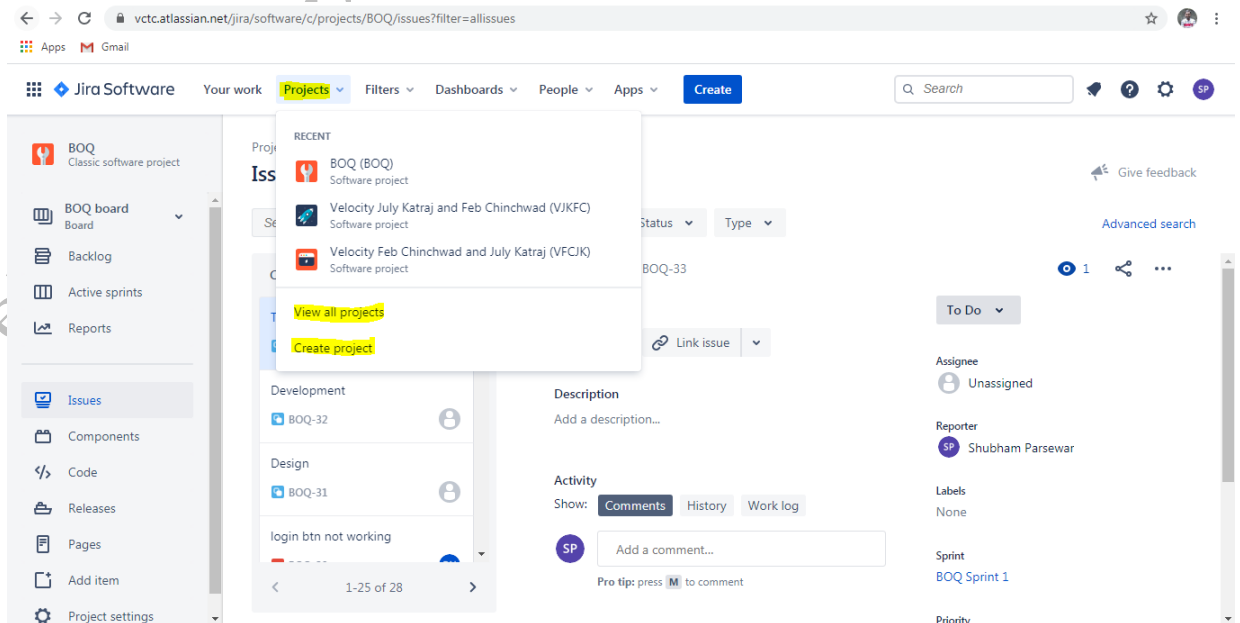 vctc.atlassian.net/jira/software/c/projects/BOQ/issues?filter=allissues
Apps Gmail
Jira Software Your work Projects Filters Dashboards People Apps Create Search ? SP
BOQ
Classic software project
BOQ board
Board
Backlog
Active sprints
Reports
Issues
Components
Code
Releases
Pages
Add item
Project settings
RECENT
BOQ (BOQ)
Software project
Velocity July Katraj and Feb Chinchwad (VJKFC)
Software project
Velocity Feb Chinchwad and July Katraj (VFCJK)
Software project
View all projects
Create project
Give feedback
Status Type Advanced search
Development
BOQ-32
Design
BOQ-31
login btn not working
1-25 of 28
BOQ-33
1
Link issue
Description
Add a description...
Activity
Show: Comments History Work log
SP Add a comment...
Pro tip: press M to comment
To Do
Assignee
Unassigned
Reporter
SP Shubham Parsewar
Labels
None
Sprint
BOQ Sprint 1
Priority